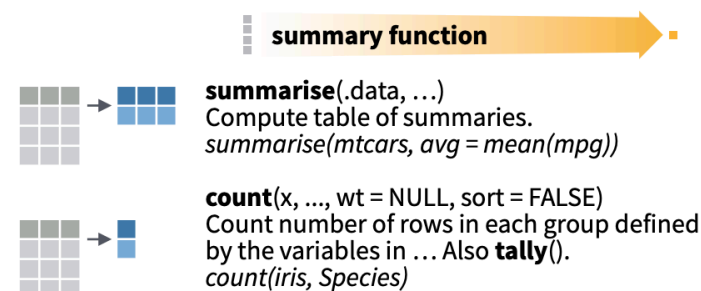 summary function
summarise(.data, …)
Compute table of summaries.
summarise(mtcars, avg = mean(mpg))
count(x, ..., wt = NULL, sort = FALSE)
Count number of rows in each group defined
by the variables in … Also tally().
count(iris, Species)